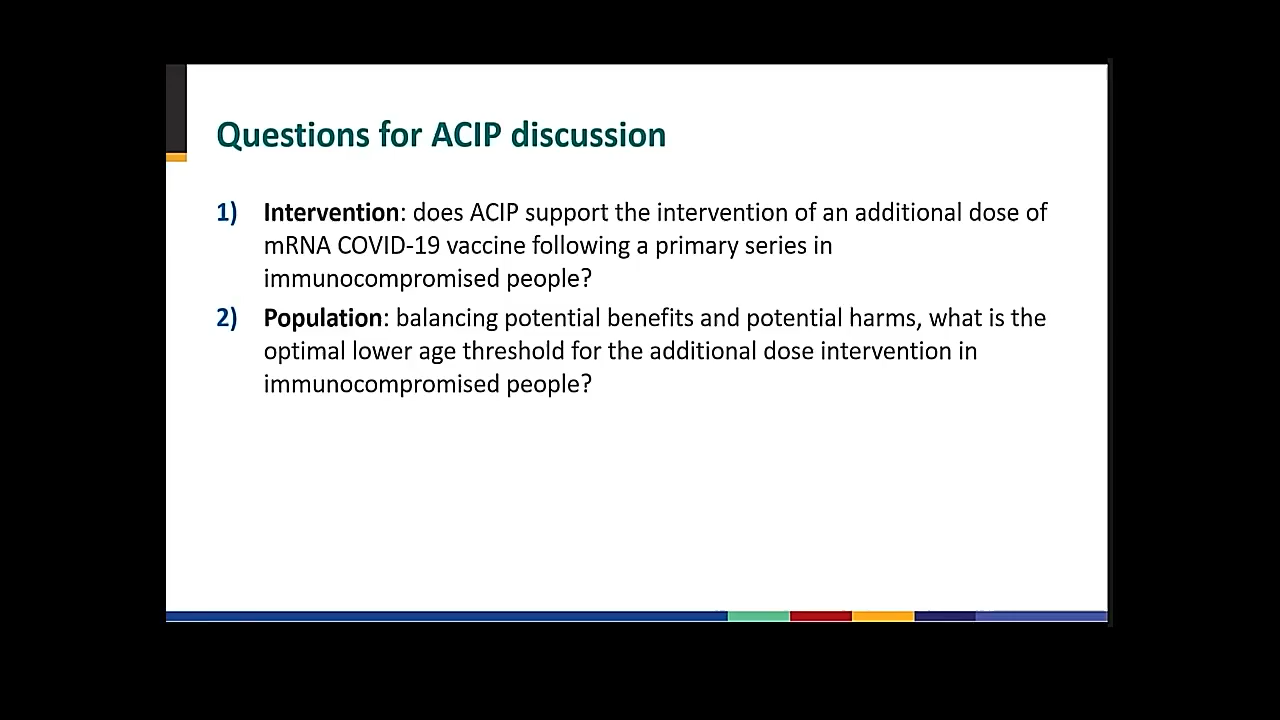 Questions for ACIP discussion
1) Intervention: does ACIP support the intervention of an additional dose of
mRNA COVID-19 vaccine following a primary series in
immunocompromised people?
2) Population: balancing potential benefits and potential harms, what is the
optimal lower age threshold for the additional dose intervention in
immunocompromised people?